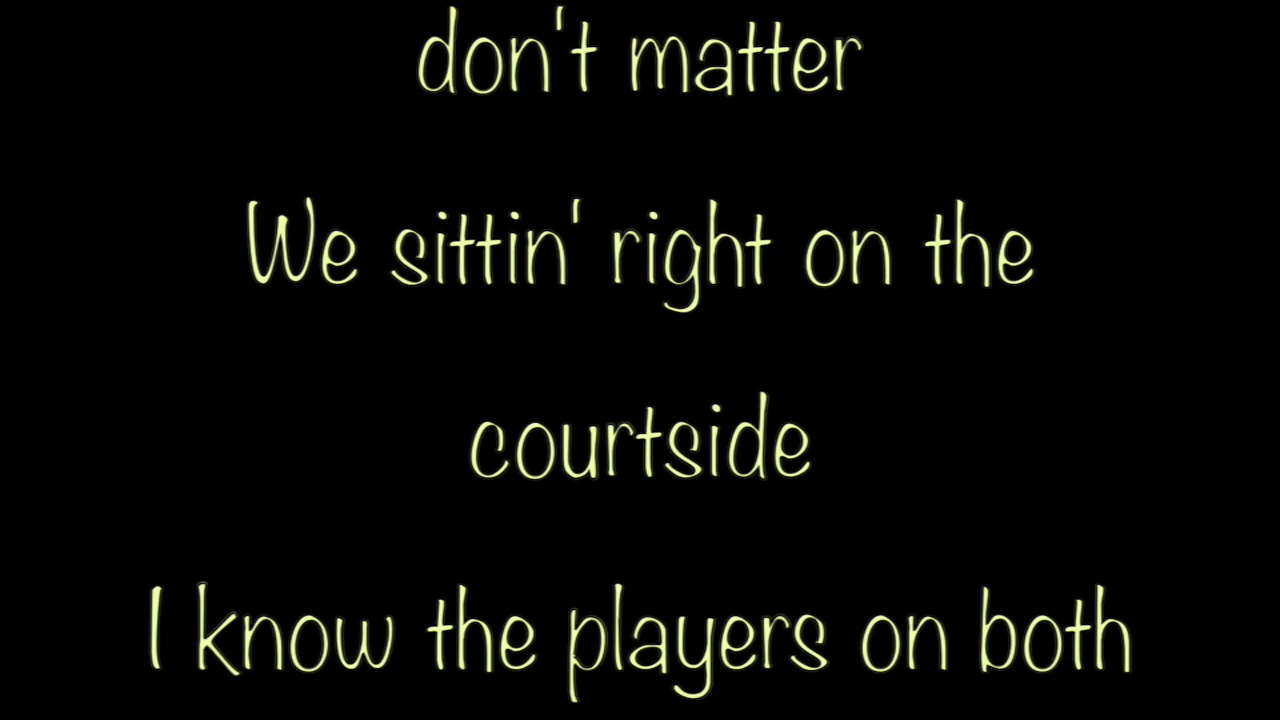 don't matter
We sittin' right on the
courtside
I know the players on both